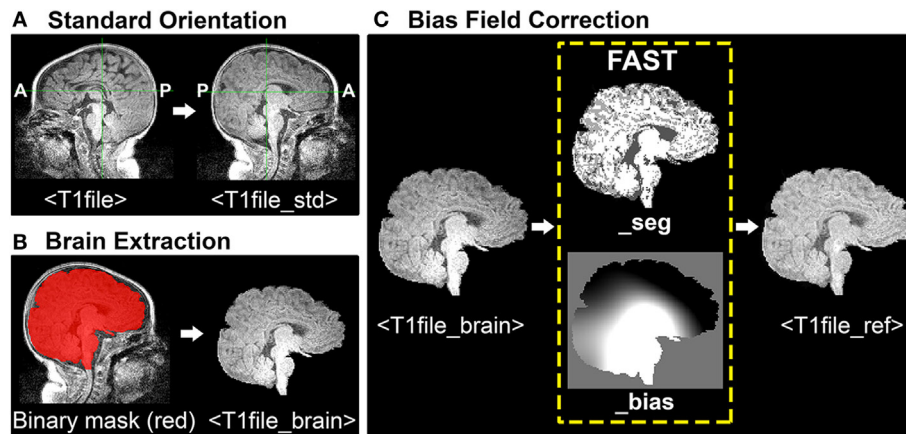 A Standard Orientation
A P P A
<T1file> <T1file_std>
B Brain Extraction
Binary mask (red) <T1file_brain>
C Bias Field Correction
FAST
_seg
<T1file_brain> <T1file_ref>
_bias